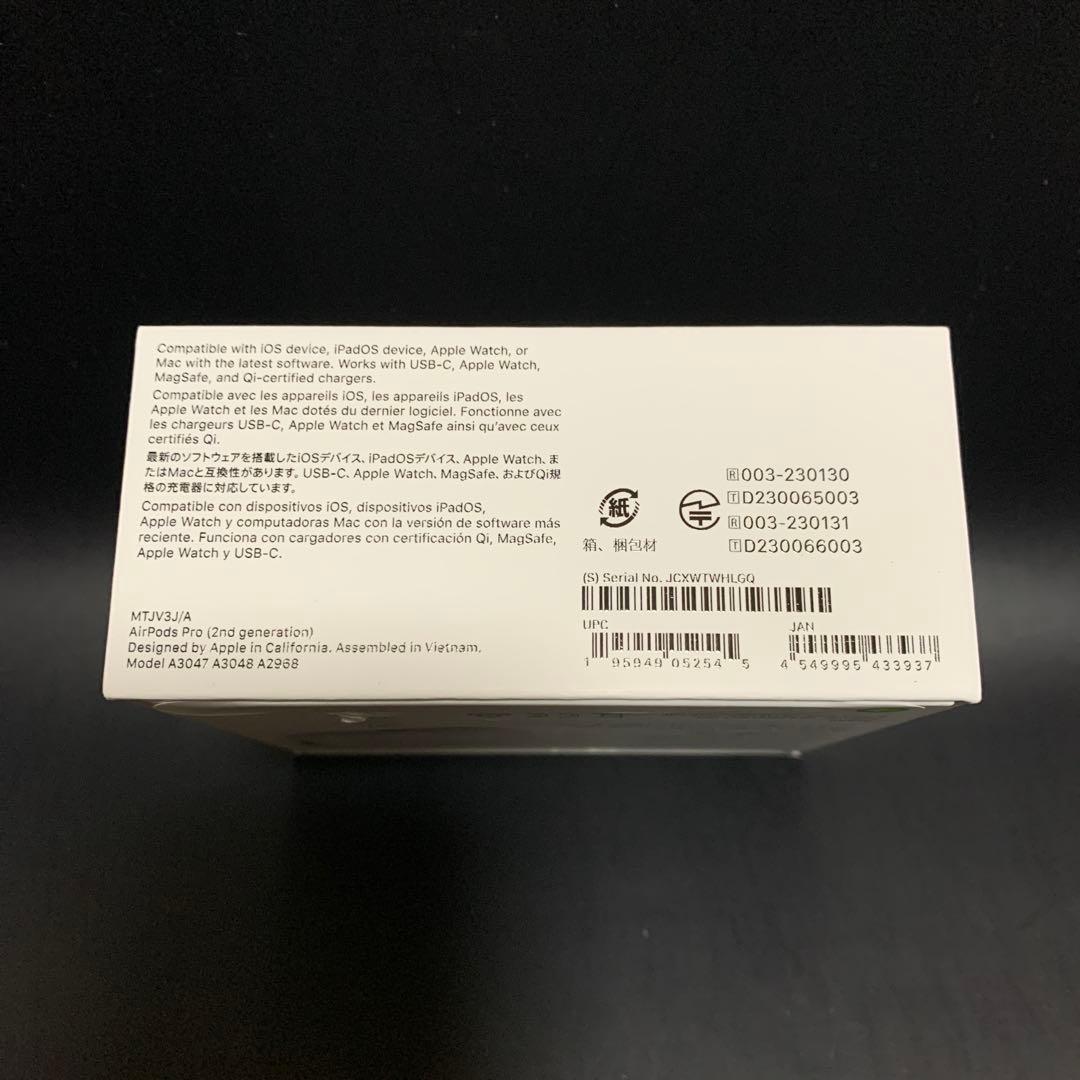 Compatible with iOS device, iPadOS device, Apple Watch, or
Mac with the latest software. Works with USB-C, Apple Watch,
MagSafe, and Qi-certified chargers.
Compatible avec les appareils iOS, les appareils iPadOS, les
Apple Watch et les Mac dotés du dernier logiciel. Fonctionne avec
les chargeurs USB-C, Apple Watch et MagSafe ainsi qu'avec ceux
certifiés Qi.
最新のソフトウェアを搭載したiOSデバイス、iPadOSデバイス、Apple Watch、ま
たはMacと互換性があります。USB-C、Apple Watch、MagSafe、およびQi規
格の充電器に対応しています。
Compatible con dispositivos iOS, dispositivos iPadOS,
Apple Watch y computadoras Mac con la versión de software más
reciente. Funciona con cargadores con certificación Qi, MagSafe,
Apple Watch y USB-C.
MTJV3J/A
AirPods Pro (2nd generation)
Designed by Apple in California. Assembled in Vietnam.
Model A3047 A3048 A2968
紙
箱、梱包材
R 003-230130
T D230065003
R 003-230131
T D230066003
(S) Serial No. JCXWTWHLGQ
UPC
1 95949 05254 5
JAN
4 549995 433937